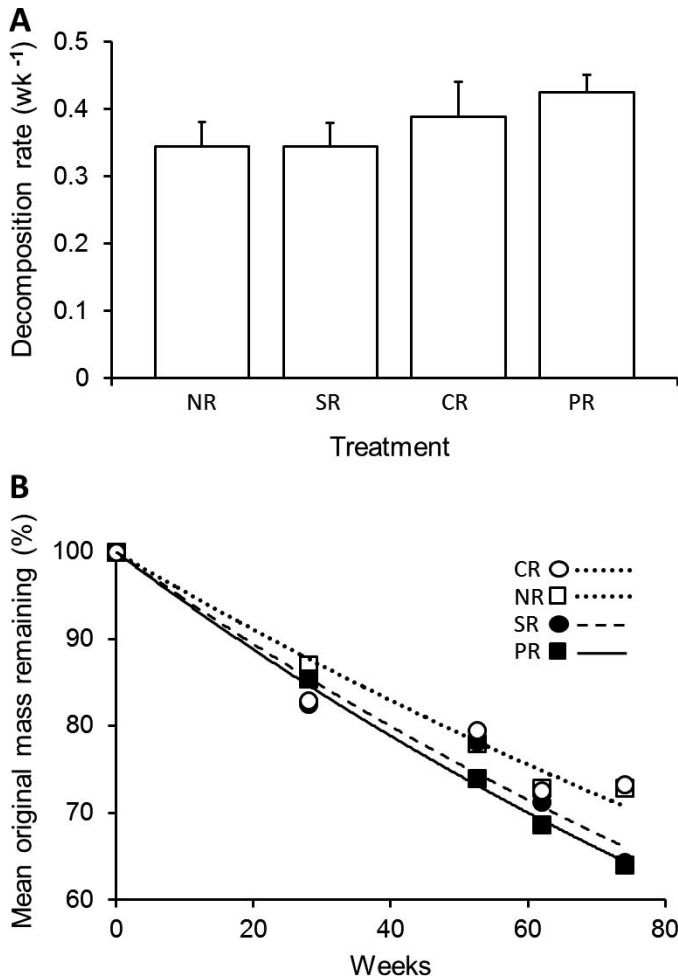 A
Decomposition rate (wk⁻¹)
0.5
0.4
0.3
0.2
0.1
0
NR SR CR PR
Treatment
B
Mean original mass remaining (%)
100
90
80
70
60
CR
NR
SR
PR
0 20 40 60 80
Weeks